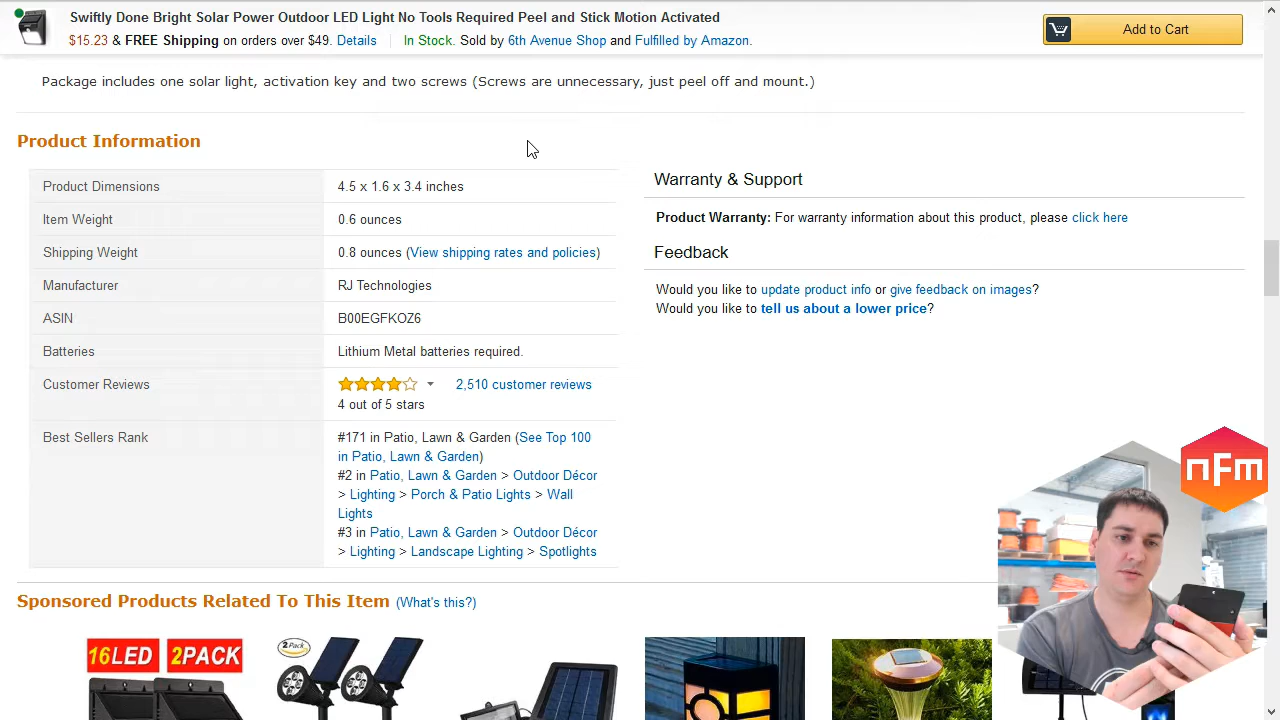 Swiftly Done Bright Solar Power Outdoor LED Light No Tools Required Peel and Stick Motion Activated
$15.23 & FREE Shipping on orders over $49. Details In Stock. Sold by 6th Avenue Shop and Fulfilled by Amazon.
Add to Cart
Package includes one solar light, activation key and two screws (Screws are unnecessary, just peel off and mount.)
Product Information
Product Dimensions 4.5 x 1.6 x 3.4 inches
Item Weight 0.6 ounces
Shipping Weight 0.8 ounces (View shipping rates and policies)
Manufacturer RJ Technologies
ASIN B00EGFKOZ6
Batteries Lithium Metal batteries required.
Customer Reviews 2,510 customer reviews
4 out of 5 stars
Best Sellers Rank #171 in Patio, Lawn & Garden (See Top 100
in Patio, Lawn & Garden)
#2 in Patio, Lawn & Garden > Outdoor Décor
> Lighting > Porch & Patio Lights > Wall
Lights
#3 in Patio, Lawn & Garden > Outdoor Décor
> Lighting > Landscape Lighting > Spotlights
Warranty & Support
Product Warranty: For warranty information about this product, please click here
Feedback
Would you like to update product info or give feedback on images?
Would you like to tell us about a lower price?
nFm
Sponsored Products Related To This Item (What's this?)
16LED 2PACK
2Pack